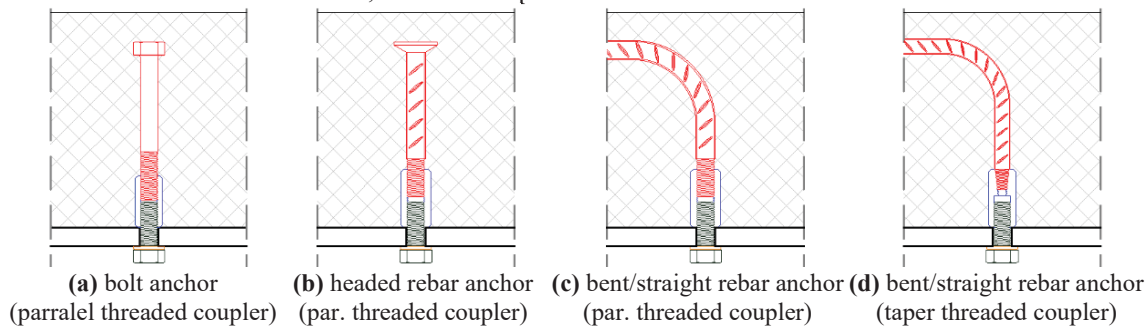 (a) bolt anchor (b) headed rebar anchor (c) bent/straight rebar anchor (d) bent/straight rebar anchor
(parralel threaded coupler) (par. threaded coupler) (par. threaded coupler) (taper threaded coupler)